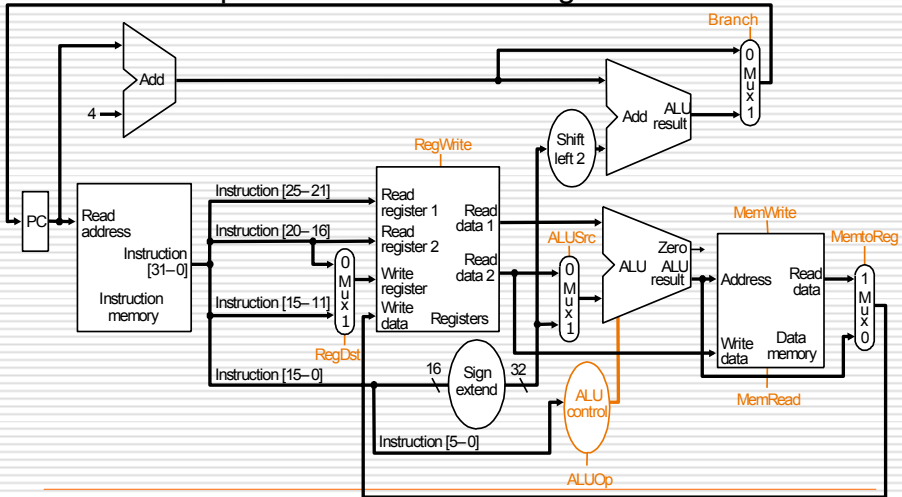 Branch
0
M
u
x
1
Add
4
Add
ALU
result
Shift
left 2
RegWrite
PC
Read
address
Instruction
[31–0]
Instruction
memory
Instruction [25–21]
Instruction [20–16]
Instruction [15–11]
Instruction [15–0]
Instruction [5–0]
0
M
u
x
1
RegDst
Read
register 1
Read
register 2
Write
register
Write
data
Read
data 1
Read
data 2
Registers
16
Sign
extend
32
ALUSrc
0
M
u
x
1
Zero
ALU
ALU
result
ALU
control
ALUOp
MemWrite
Address
Read
data
Write
data
Data
memory
MemRead
MemtoReg
1
M
u
x
0